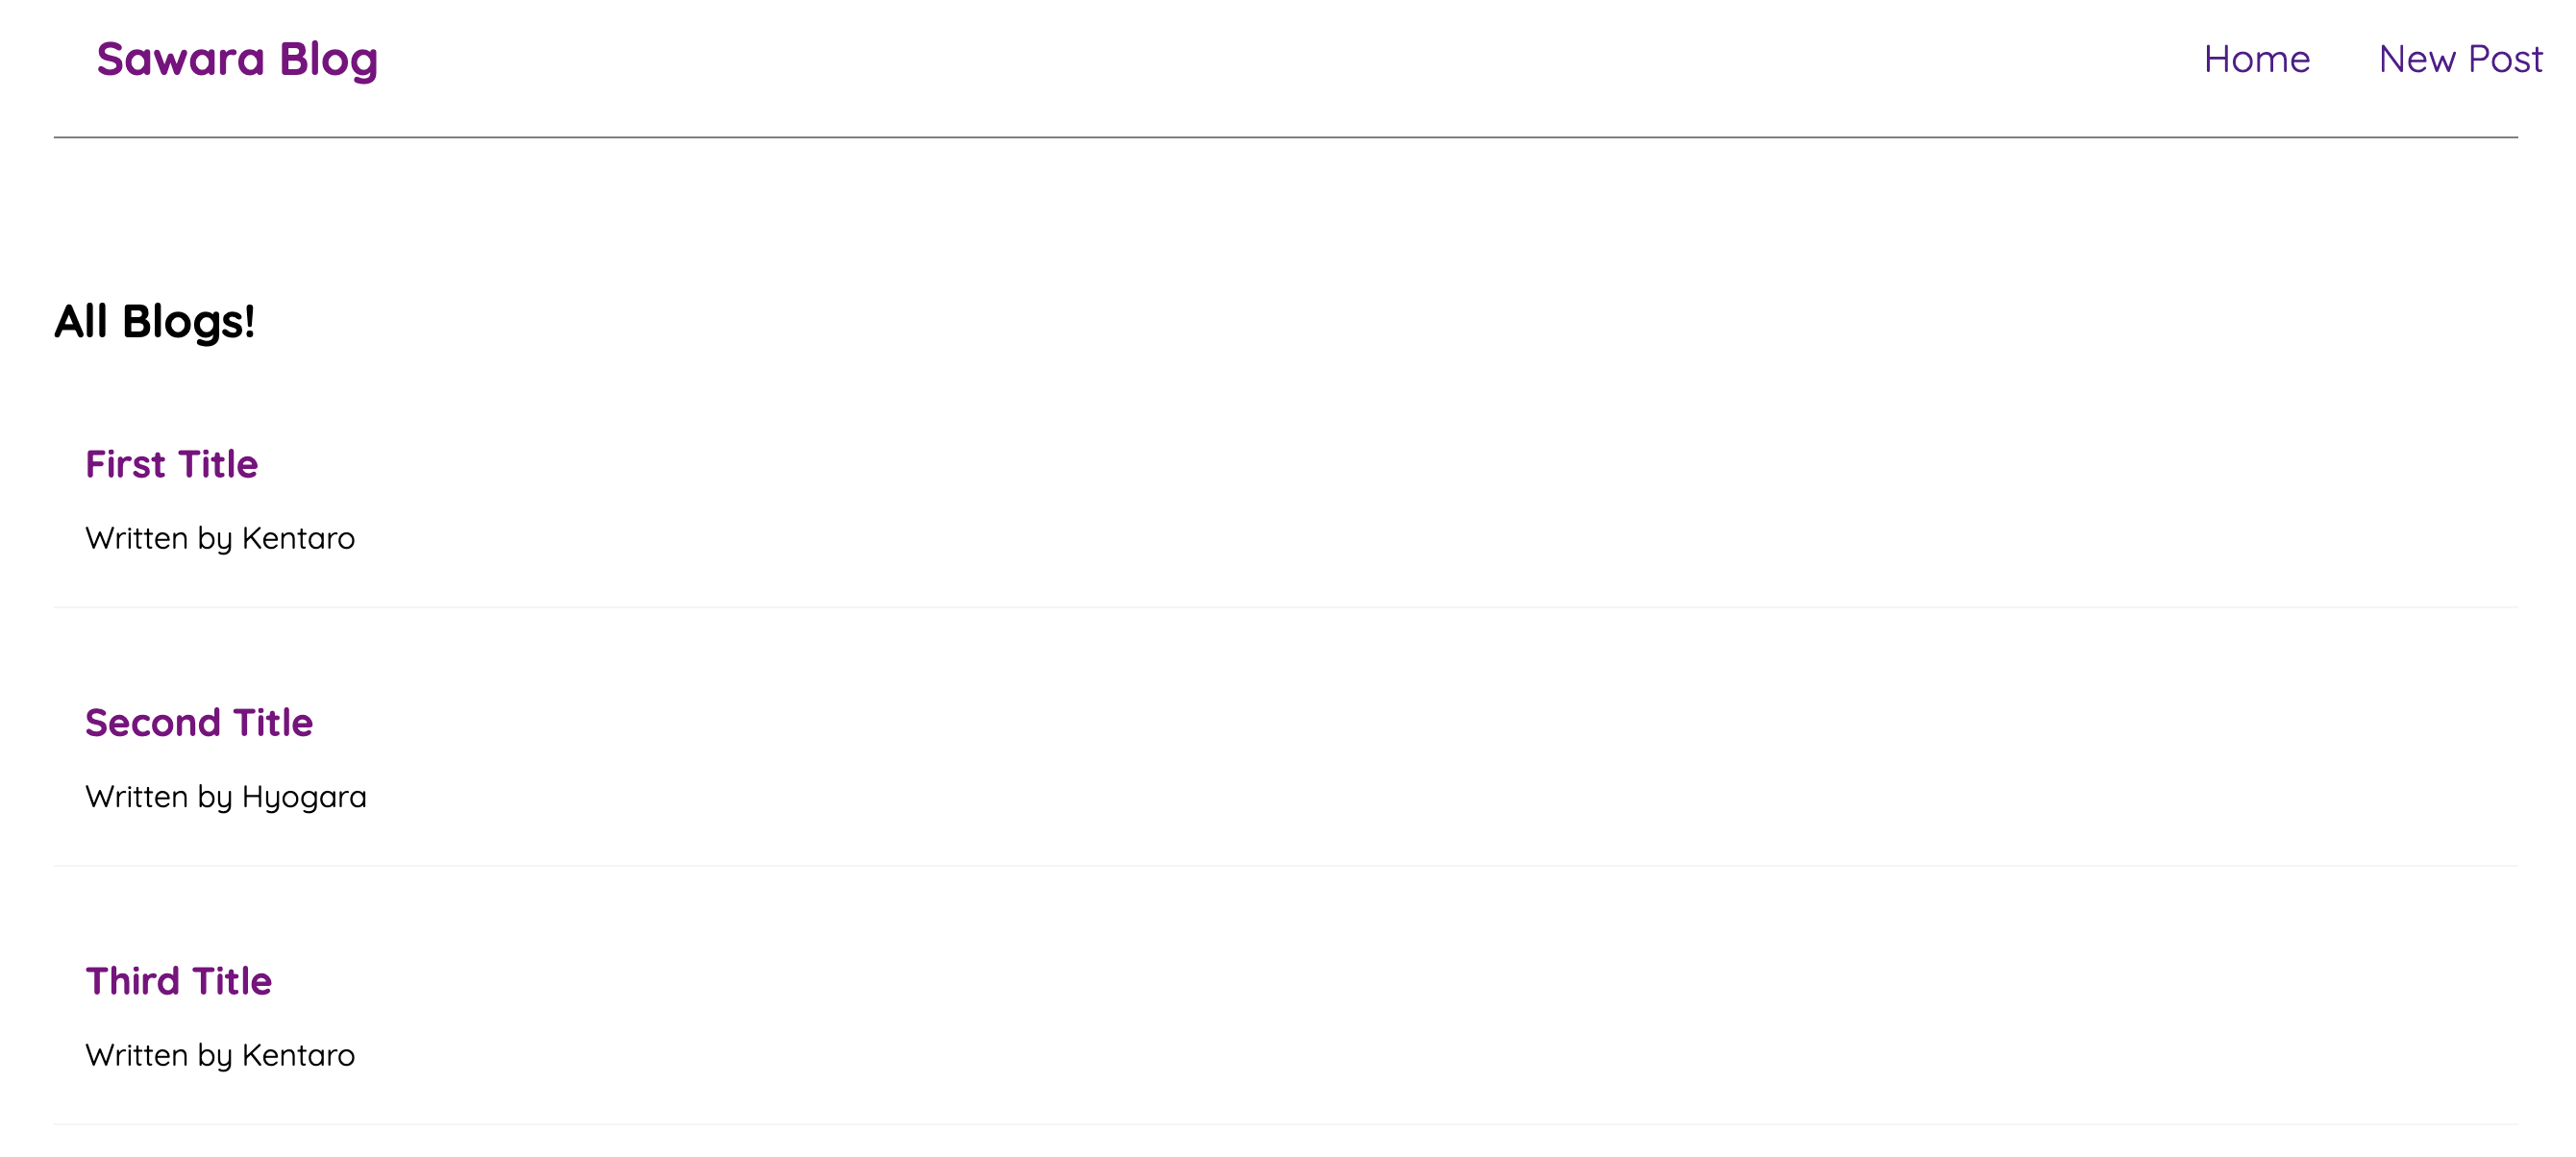 Sawara Blog
Home
New Post
All Blogs!
First Title
Written by Kentaro
Second Title
Written by Hyogara
Third Title
Written by Kentaro